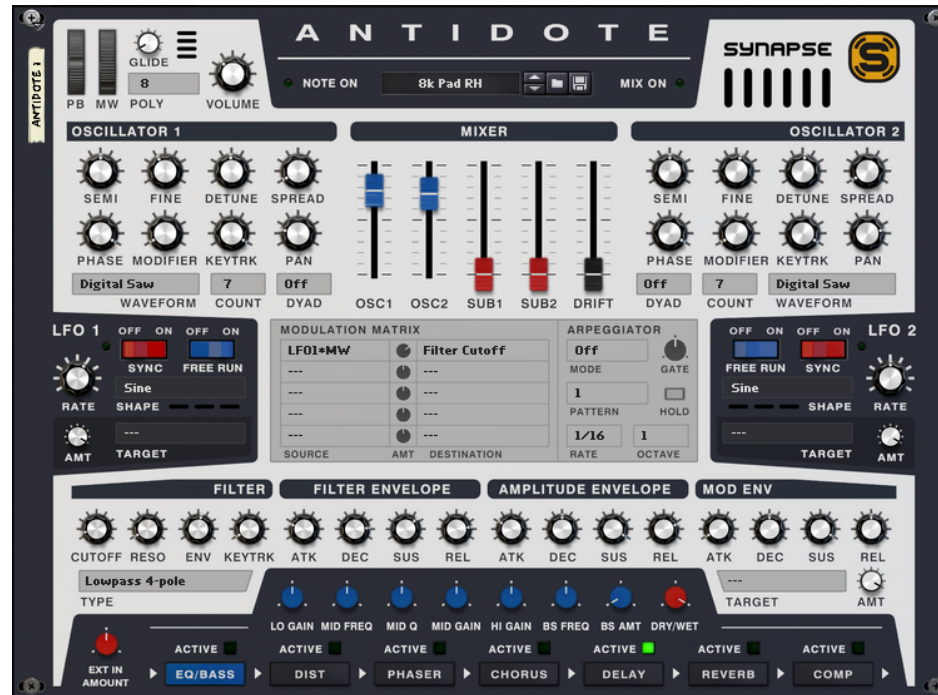 ANTIDOTE
SYNAPSE
S
ANTIDOTE 1
GLIDE
8
PB MW POLY VOLUME
NOTE ON 8k Pad RH MIX ON
OSCILLATOR 1 MIXER OSCILLATOR 2
SEMI FINE DETUNE SPREAD SEMI FINE DETUNE SPREAD
PHASE MODIFIER KEYTRK PAN PHASE MODIFIER KEYTRK PAN
Digital Saw 7 Off Off 7 Digital Saw
WAVEFORM COUNT DYAD OSC1 OSC2 SUB1 SUB2 DRIFT DYAD COUNT WAVEFORM
LFO 1 OFF ON OFF ON MODULATION MATRIX ARPEGGIATOR OFF ON OFF ON LFO 2
LFO1*MW Filter Cutoff Off
SYNC FREE RUN --- --- MODE GATE FREE RUN SYNC
Sine --- --- 1 Sine
RATE SHAPE --- --- PATTERN HOLD SHAPE RATE
--- --- --- 1/16 1 ---
AMT TARGET SOURCE AMT DESTINATION RATE OCTAVE TARGET AMT
FILTER FILTER ENVELOPE AMPLITUDE ENVELOPE MOD ENV
CUTOFF RESO ENV KEYTRK ATK DEC SUS REL ATK DEC SUS REL ATK DEC SUS REL
Lowpass 4-pole ---
TYPE TARGET AMT
LO GAIN MID FREQ MID Q MID GAIN HI GAIN BS FREQ BS AMT DRY/WET
ACTIVE ACTIVE ACTIVE ACTIVE ACTIVE ACTIVE ACTIVE
EXT IN AMOUNT EQ/BASS DIST PHASER CHORUS DELAY REVERB COMP